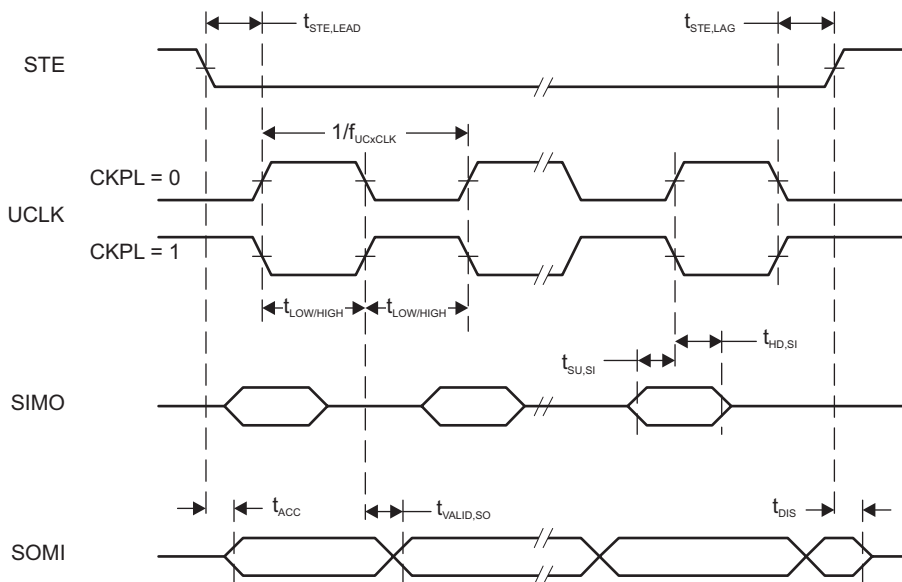 tSTE,LEAD
tSTE,LAG
STE
1/fUCxCLK
CKPL = 0
UCLK
CKPL = 1
tLOW/HIGH tLOW/HIGH
tHD,SI
tSU,SI
SIMO
tACC
tVALID,SO
tDIS
SOMI